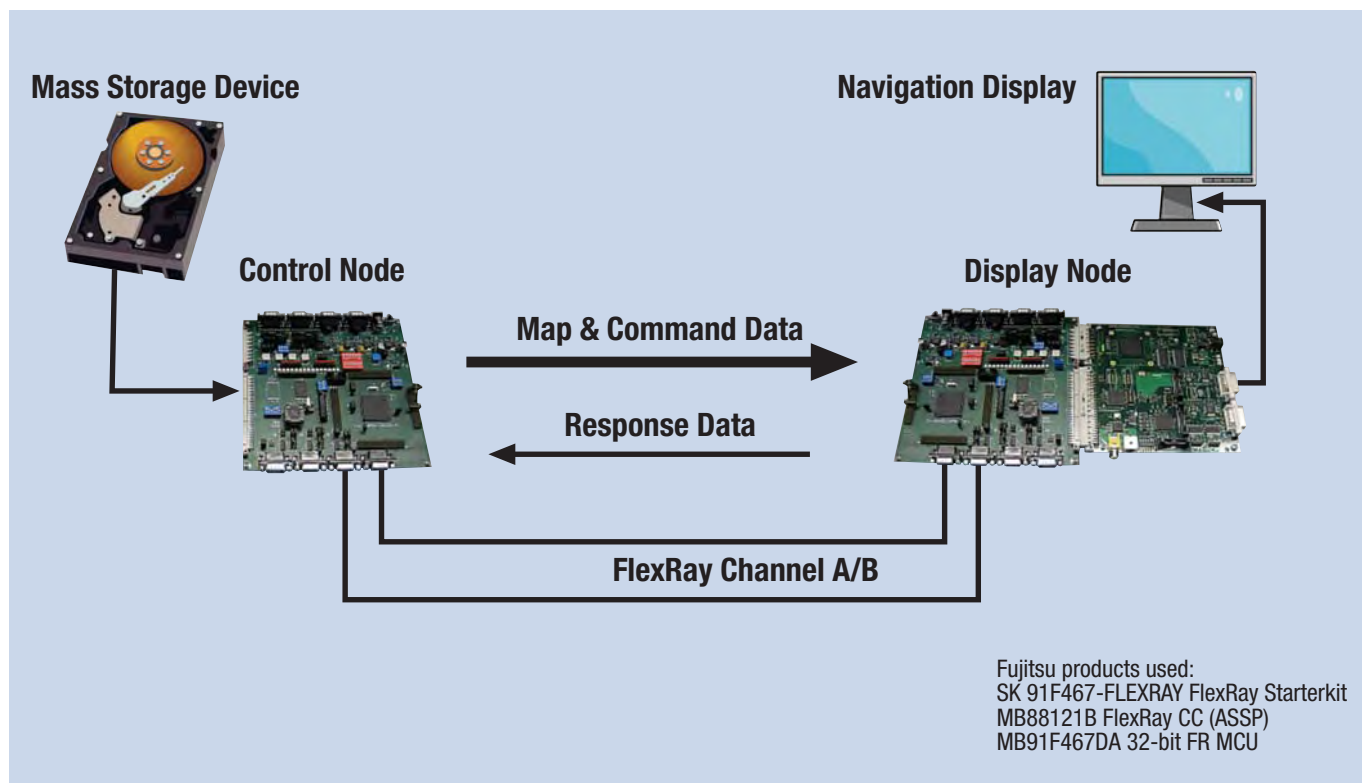 Mass Storage Device
Navigation Display
Control Node
Display Node
Map & Command Data
Response Data
FlexRay Channel A/B
Fujitsu products used:
SK 91F467-FLEXRAY FlexRay Starterkit
MB88121B FlexRay CC (ASSP)
MB91F467DA 32-bit FR MCU